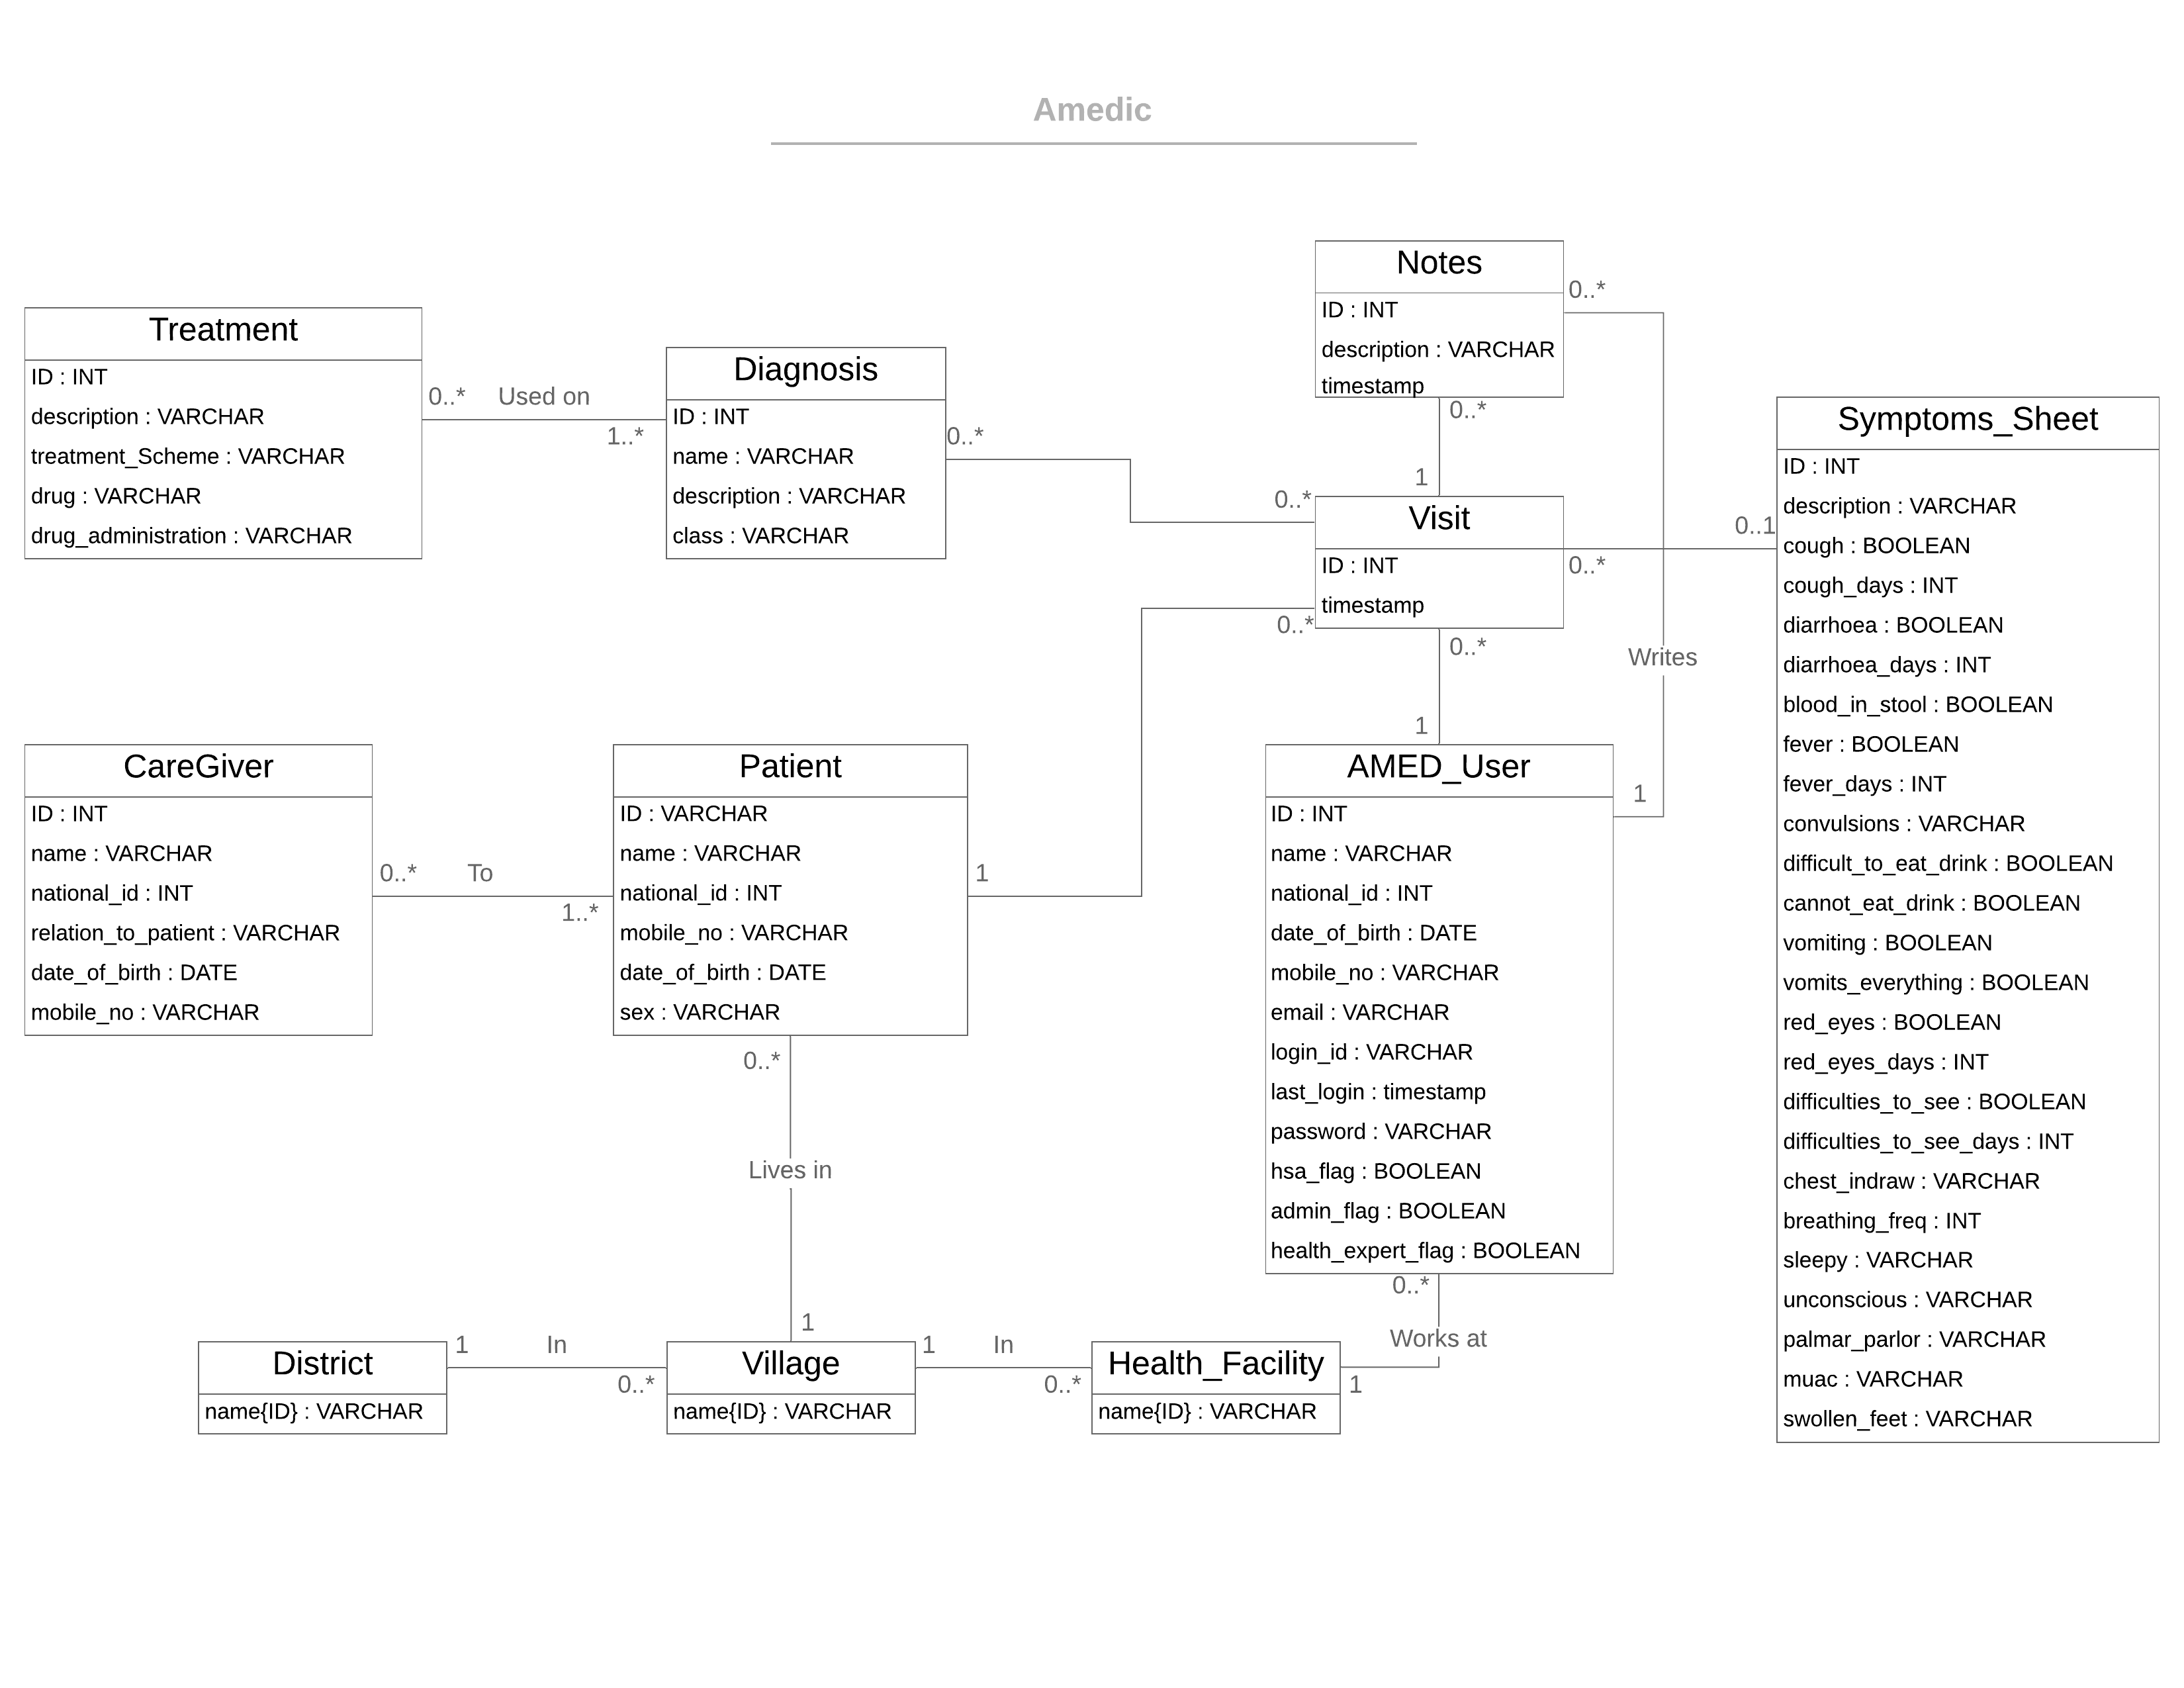 Amedic
Treatment
ID : INT
description : VARCHAR
treatment_Scheme : VARCHAR
drug : VARCHAR
drug_administration : VARCHAR
0..*
Used on
1..*
Diagnosis
ID : INT
name : VARCHAR
description : VARCHAR
class : VARCHAR
0..*
0..*
Notes
ID : INT
description : VARCHAR
timestamp
0..*
0..*
1
Visit
ID : INT
timestamp
0..*
0..1
0..*
0..*
Writes
1
1
Symptoms_Sheet
ID : INT
description : VARCHAR
cough : BOOLEAN
cough_days : INT
diarrhoea : BOOLEAN
diarrhoea_days : INT
blood_in_stool : BOOLEAN
fever : BOOLEAN
fever_days : INT
convulsions : VARCHAR
difficult_to_eat_drink : BOOLEAN
cannot_eat_drink : BOOLEAN
vomiting : BOOLEAN
vomits_everything : BOOLEAN
red_eyes : BOOLEAN
red_eyes_days : INT
difficulties_to_see : BOOLEAN
difficulties_to_see_days : INT
chest_indraw : VARCHAR
breathing_freq : INT
sleepy : VARCHAR
unconscious : VARCHAR
palmar_parlor : VARCHAR
muac : VARCHAR
swollen_feet : VARCHAR
CareGiver
ID : INT
name : VARCHAR
national_id : INT
relation_to_patient : VARCHAR
date_of_birth : DATE
mobile_no : VARCHAR
0..*
To
1..*
Patient
ID : VARCHAR
name : VARCHAR
national_id : INT
mobile_no : VARCHAR
date_of_birth : DATE
sex : VARCHAR
1
0..*
Lives in
1
AMED_User
ID : INT
name : VARCHAR
national_id : INT
date_of_birth : DATE
mobile_no : VARCHAR
email : VARCHAR
login_id : VARCHAR
last_login : timestamp
password : VARCHAR
hsa_flag : BOOLEAN
admin_flag : BOOLEAN
health_expert_flag : BOOLEAN
0..*
Works at
1
District
name{ID} : VARCHAR
1
In
0..*
Village
name{ID} : VARCHAR
1
In
0..*
Health_Facility
name{ID} : VARCHAR